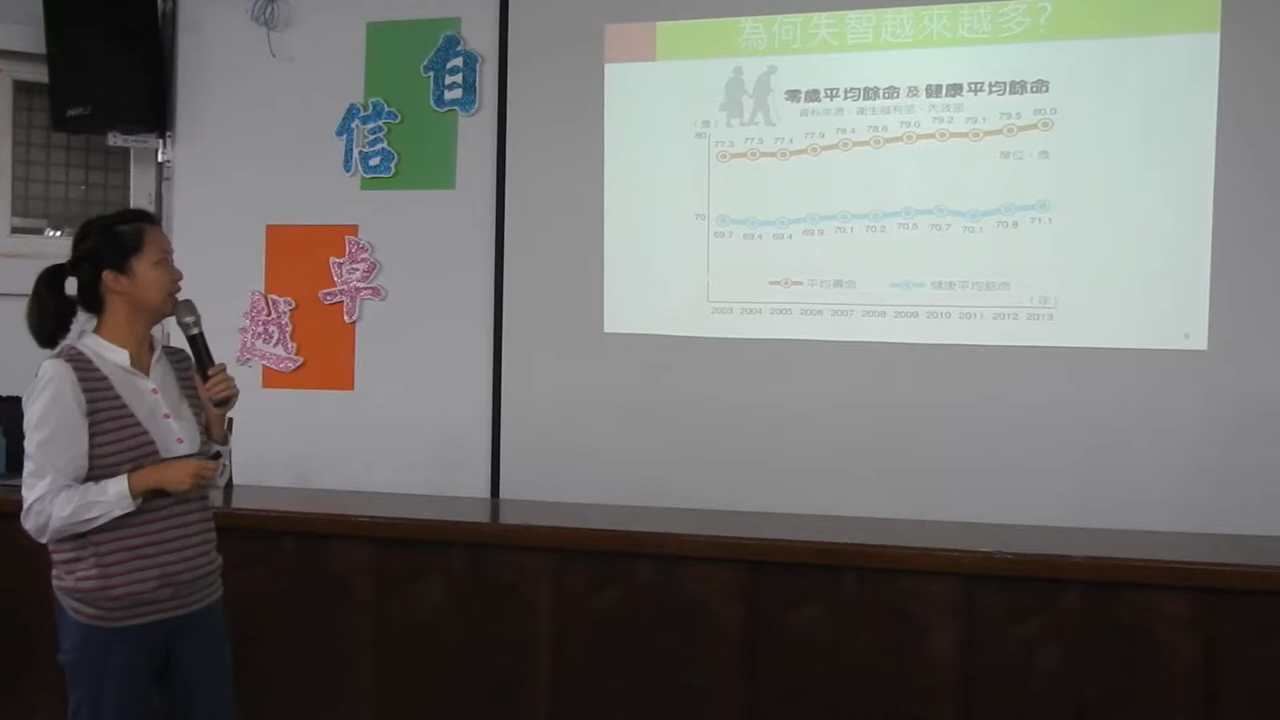 自信
卓越
為何失智越來越多?
零歲平均餘命及健康平均餘命
資料來源：衛生福利部、內政部
(歲)
80
77.3 77.5 77.4 77.9 78.4 78.6 79.0 79.2 79.1 79.5 80.0
單位：歲
70
69.7 69.4 69.4 69.9 70.1 70.2 70.5 70.7 70.1 70.8 71.1
平均壽命 健康平均餘命
(年)
2003 2004 2005 2006 2007 2008 2009 2010 2011 2012 2013
6